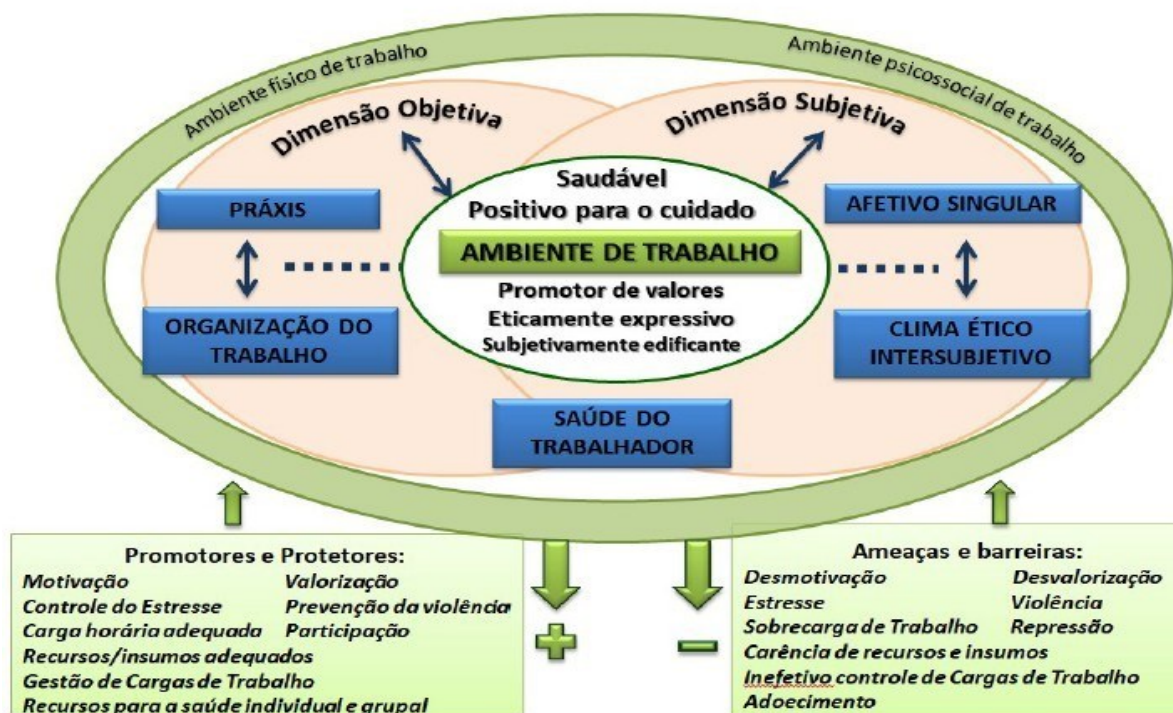 Ambiente físico de trabalho
Ambiente psicossocial de trabalho
Dimensão Objetiva
Dimensão Subjetiva
Saudável
Positivo para o cuidado
AMBIENTE DE TRABALHO
Promotor de valores
Eticamente expressivo
Subjetivamente edificante
PRÁXIS
ORGANIZAÇÃO DO
TRABALHO
AFETIVO SINGULAR
CLIMA ÉTICO
INTERSUBJETIVO
SAÚDE DO
TRABALHADOR
Promotores e Protetores:
Motivação Valorização
Controle do Estresse Prevenção da violência
Carga horária adequada Participação
Recursos/insumos adequados
Gestão de Cargas de Trabalho
Recursos para a saúde individual e grupal
Ameaças e barreiras:
Desmotivação Desvalorização
Estresse Violência
Sobrecarga de Trabalho Repressão
Carência de recursos e insumos
Inefetivo controle de Cargas de Trabalho
Adoecimento